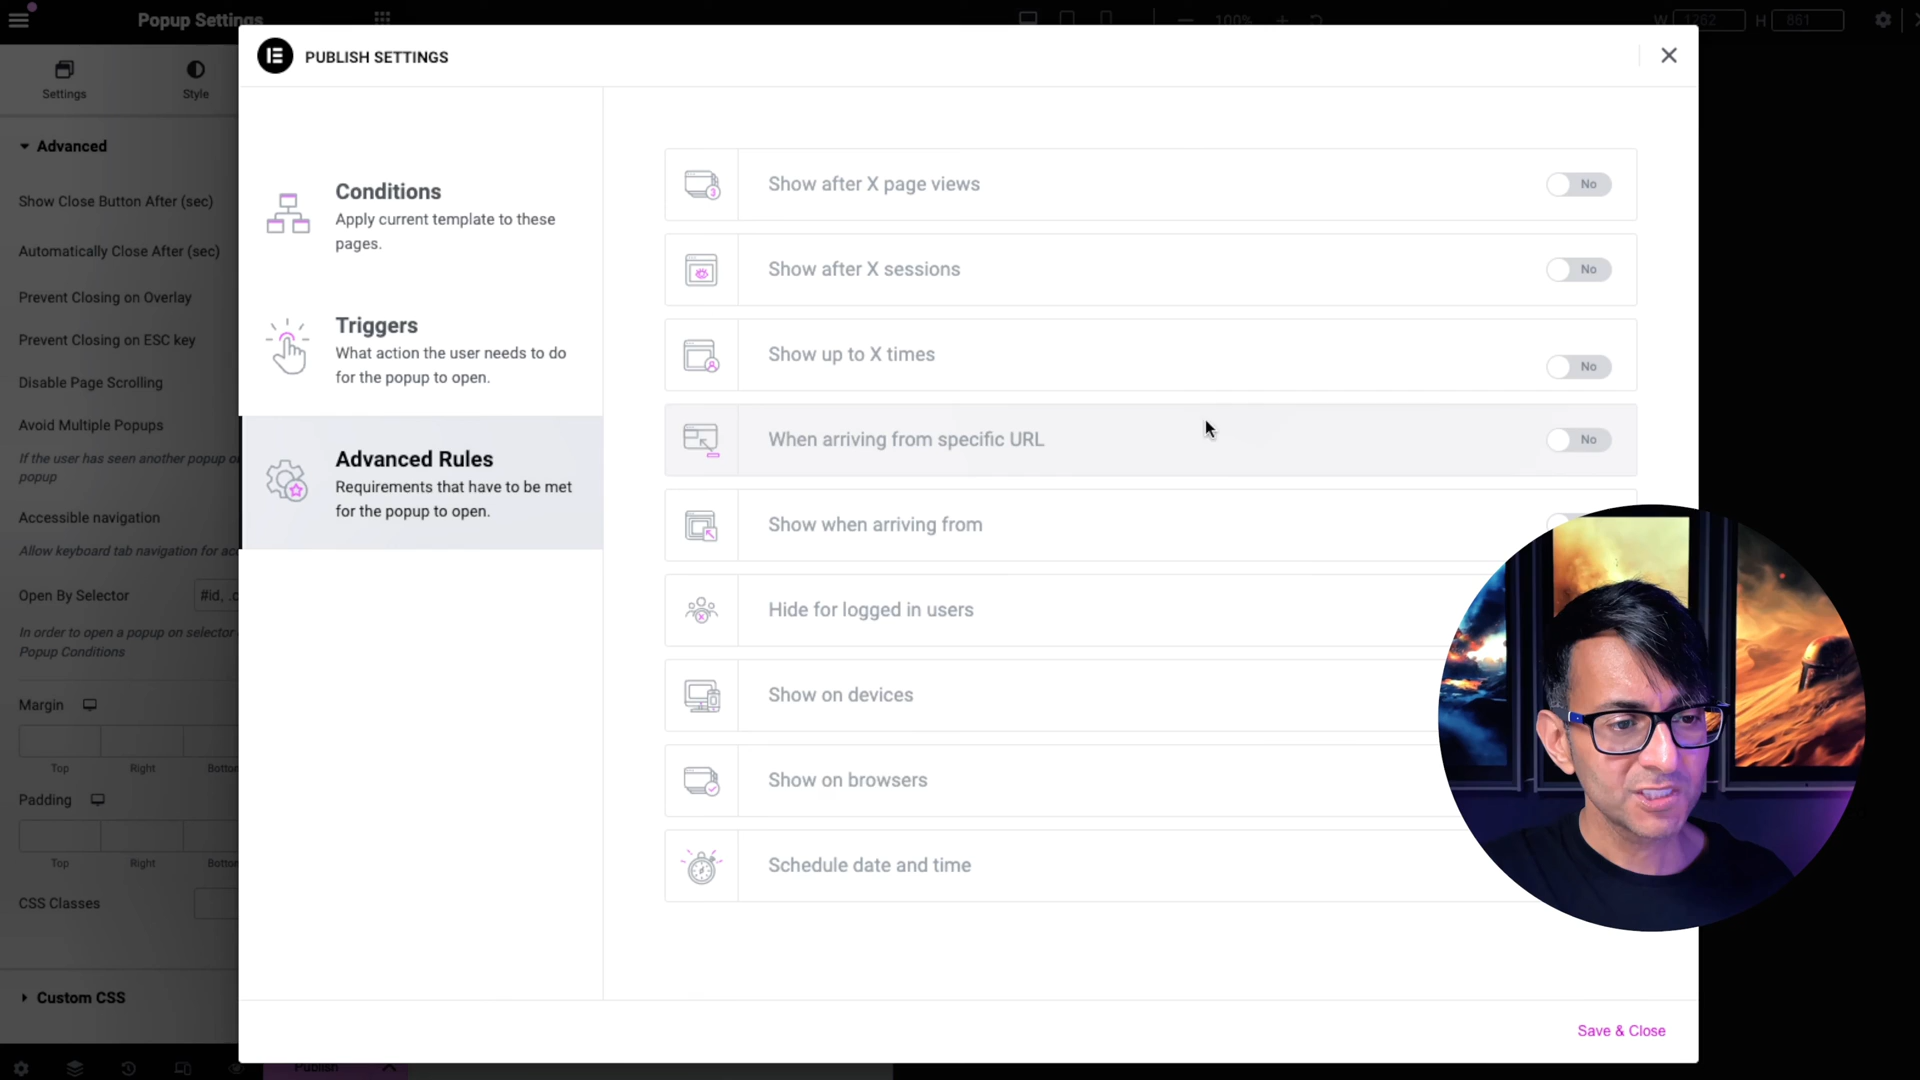 Popup Settings
100%
W 1262 H 861
Settings
Style
PUBLISH SETTINGS
Advanced
Show Close Button After (sec)
Automatically Close After (sec)
Prevent Closing on Overlay
Prevent Closing on ESC key
Disable Page Scrolling
Avoid Multiple Popups
If the user has seen another popup
popup
Accessible navigation
Allow keyboard tab navigation for
Open By Selector
#id,
In order to open a popup on selector
Popup Conditions
Margin
Top
Right
Bottom
Padding
Top
Right
Bottom
CSS Classes
Custom CSS
Publish
Conditions
Apply current template to these
pages.
Triggers
What action the user needs to do
for the popup to open.
Advanced Rules
Requirements that have to be met
for the popup to open.
Show after X page views
No
Show after X sessions
No
Show up to X times
No
When arriving from specific URL
No
Show when arriving from
Hide for logged in users
Show on devices
Show on browsers
Schedule date and time
Save & Close